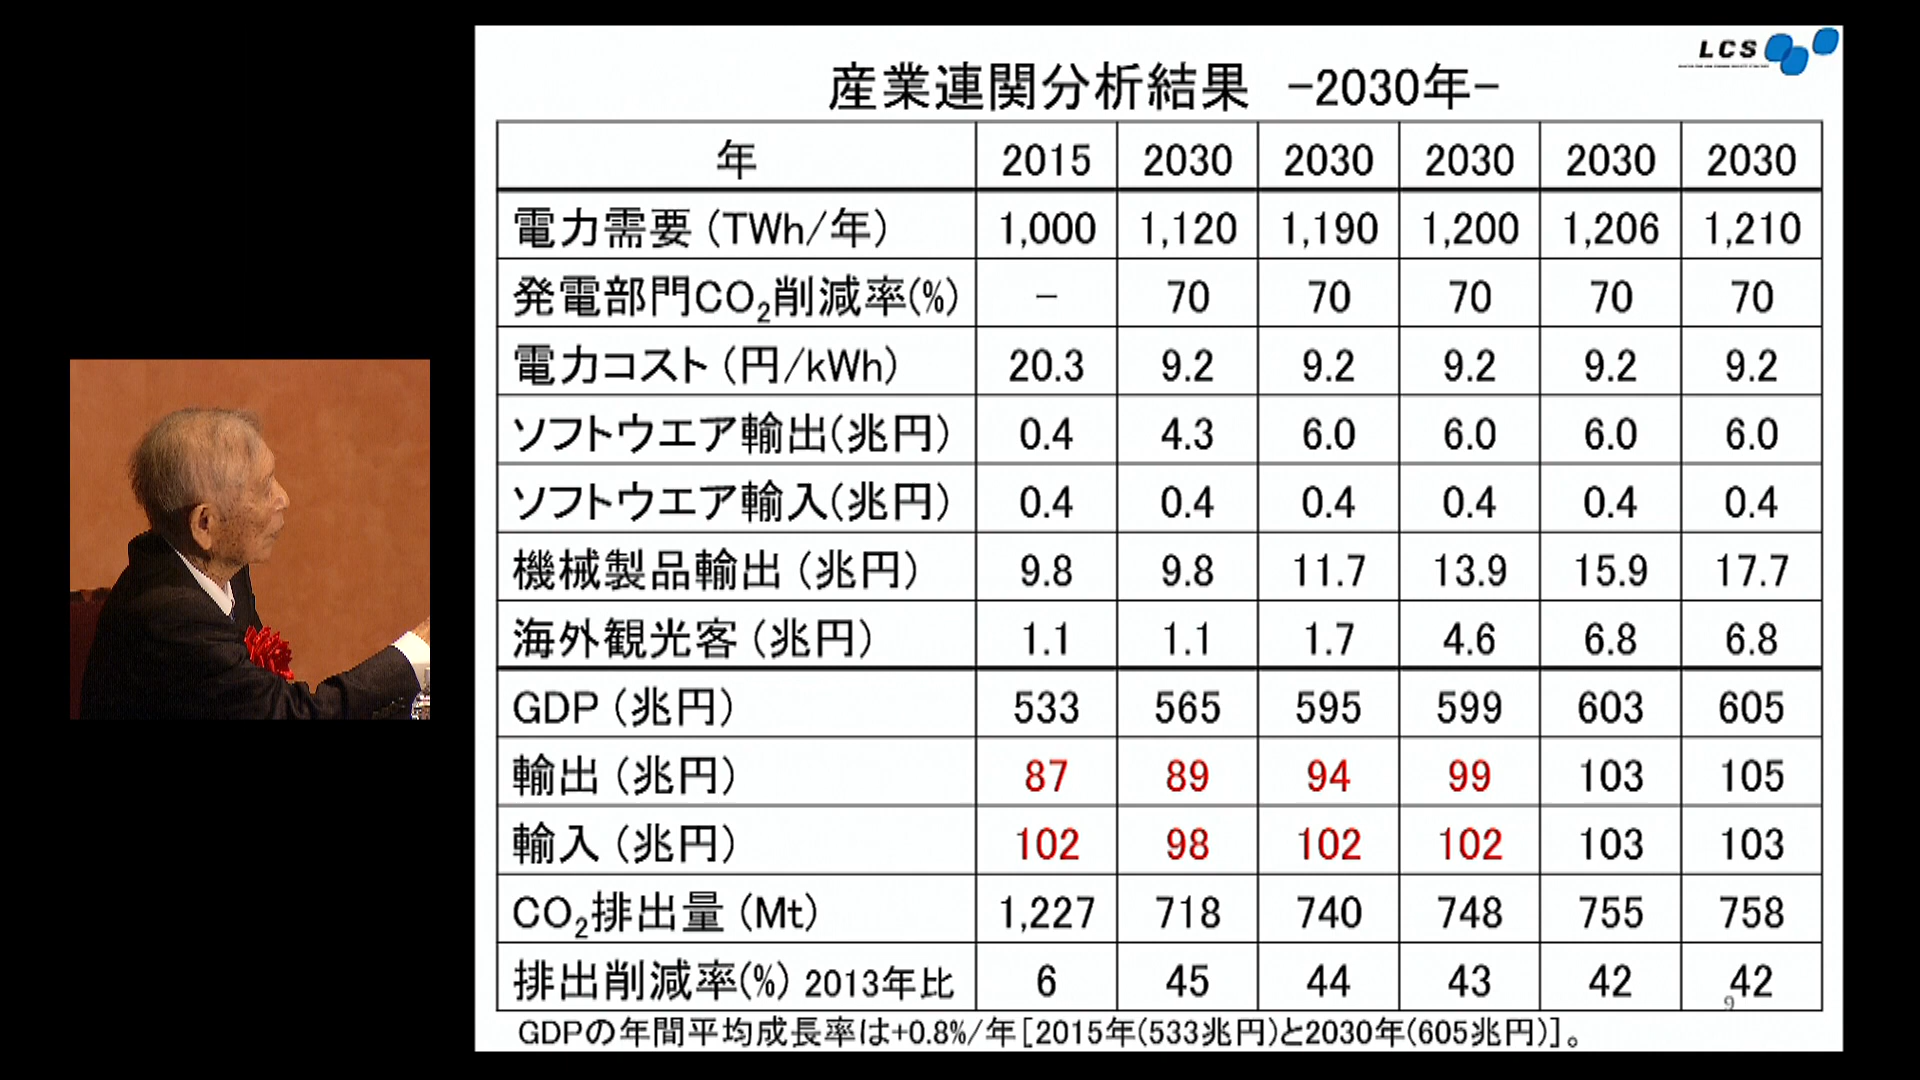 LCS
産業連関分析結果 -2030年-
年 2015 2030 2030 2030 2030 2030
電力需要 (TWh/年) 1,000 1,120 1,190 1,200 1,206 1,210
発電部門CO2削減率(%) - 70 70 70 70 70
電力コスト (円/kWh) 20.3 9.2 9.2 9.2 9.2 9.2
ソフトウエア輸出(兆円) 0.4 4.3 6.0 6.0 6.0 6.0
ソフトウエア輸入(兆円) 0.4 0.4 0.4 0.4 0.4 0.4
機械製品輸出 (兆円) 9.8 9.8 11.7 13.9 15.9 17.7
海外観光客 (兆円) 1.1 1.1 1.7 4.6 6.8 6.8
GDP (兆円) 533 565 595 599 603 605
輸出 (兆円) 87 89 94 99 103 105
輸入 (兆円) 102 98 102 102 103 103
CO2排出量 (Mt) 1,227 718 740 748 755 758
排出削減率(%) 2013年比 6 45 44 43 42 42
9
GDPの年間平均成長率は+0.8%/年[2015年(533兆円)と2030年(605兆円)]。